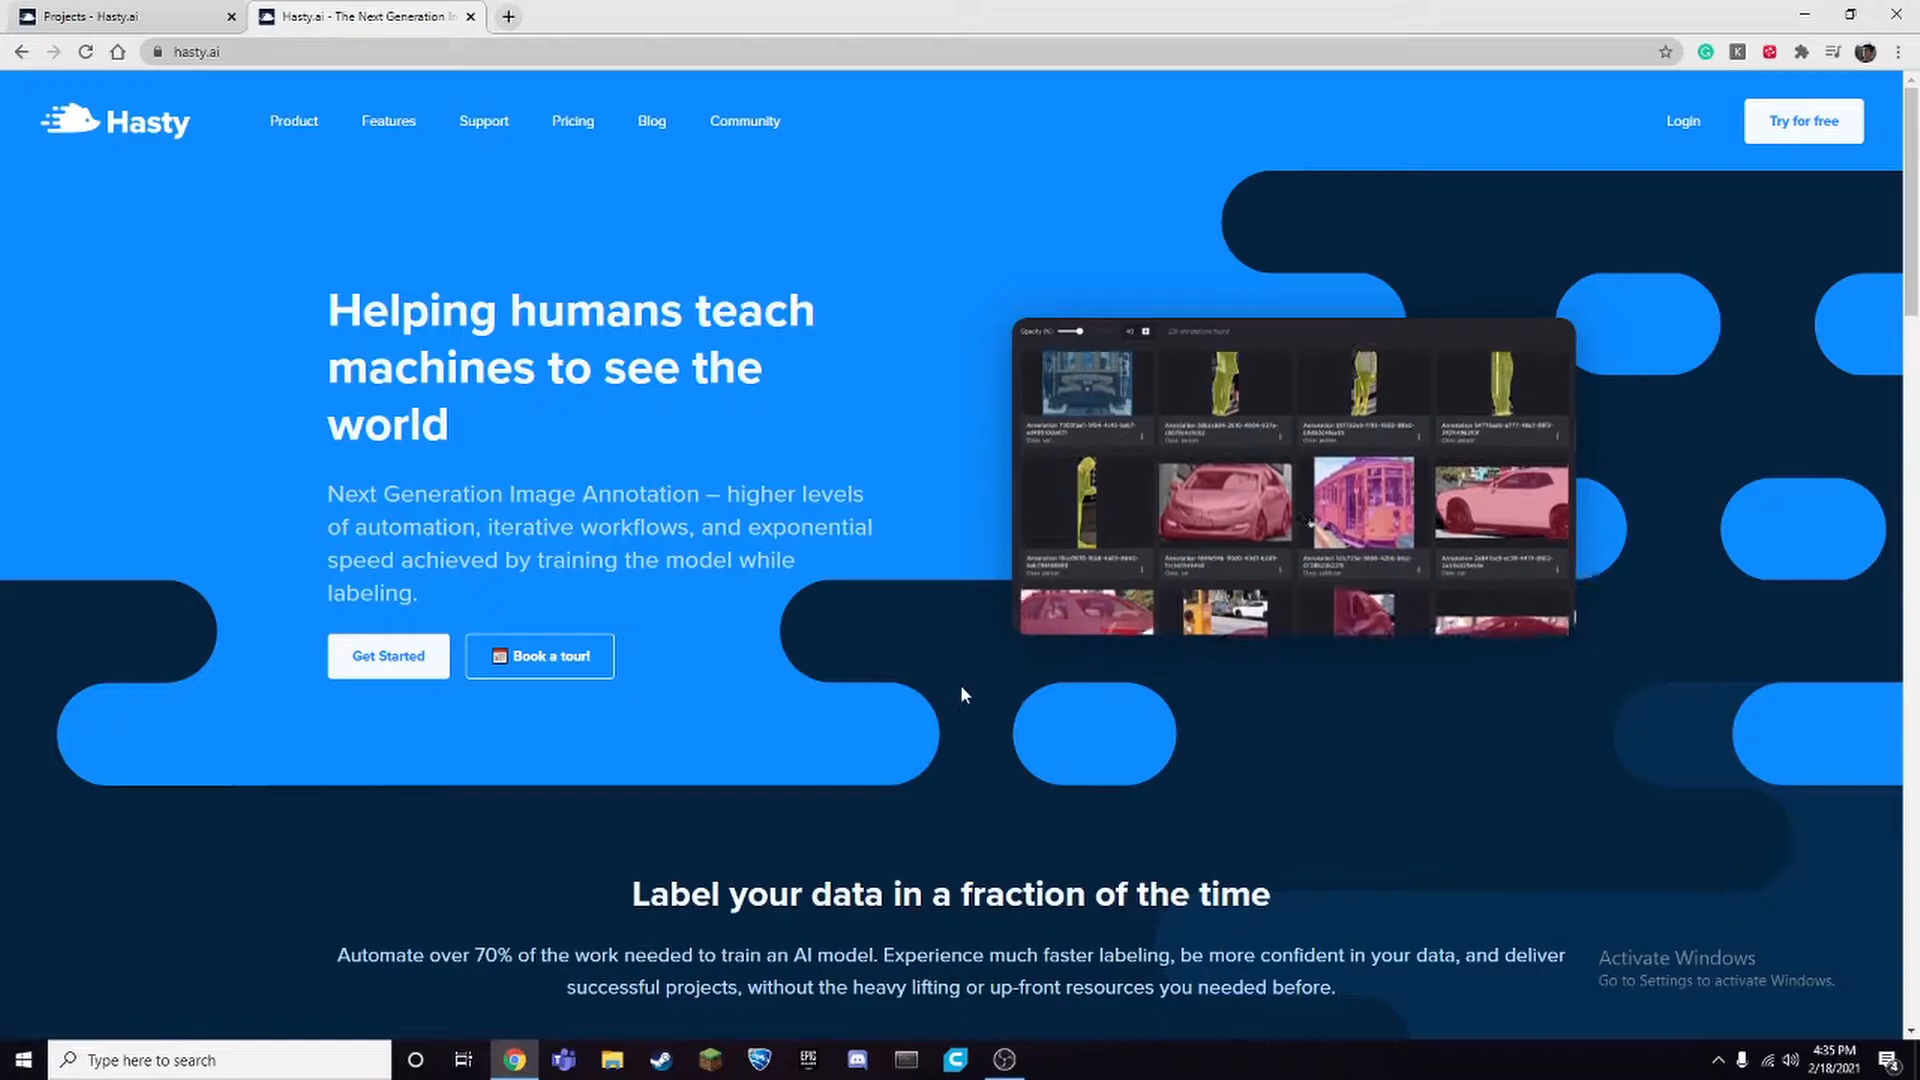 Projects - Hasty.ai
Hasty.ai - The Next Generation
hasty.ai
Hasty
Product
Features
Support
Pricing
Blog
Community
Login
Try for free
Helping humans teach
machines to see the
world
Next Generation Image Annotation – higher levels
of automation, iterative workflows, and exponential
speed achieved by training the model while
labeling.
Get Started
Book a tour!
Opacity (%)
40
annotations found
Label your data in a fraction of the time
Automate over 70% of the work needed to train an AI model. Experience much faster labeling, be more confident in your data, and deliver
successful projects, without the heavy lifting or up-front resources you needed before.
Activate Windows
Go to Settings to activate Windows.
Type here to search
EPIC
4:35 PM
2/18/2021
4